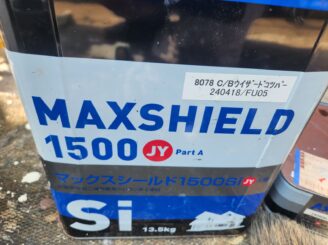 8078 C/Bウイザードコッパー
240418/FU05
MAXSHIELD
1500 JY Part A
マックスシールド1500Si JY
Si
13.5kg